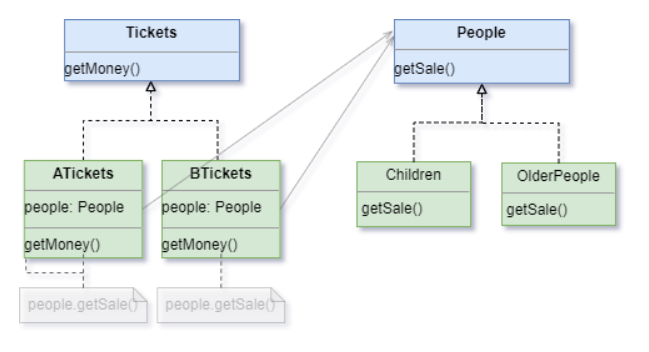 Tickets
getMoney()
People
getSale()
ATickets
people: People
getMoney()
BTickets
people: People
getMoney()
Children
getSale()
OlderPeople
getSale()
people.getSale()
people.getSale()